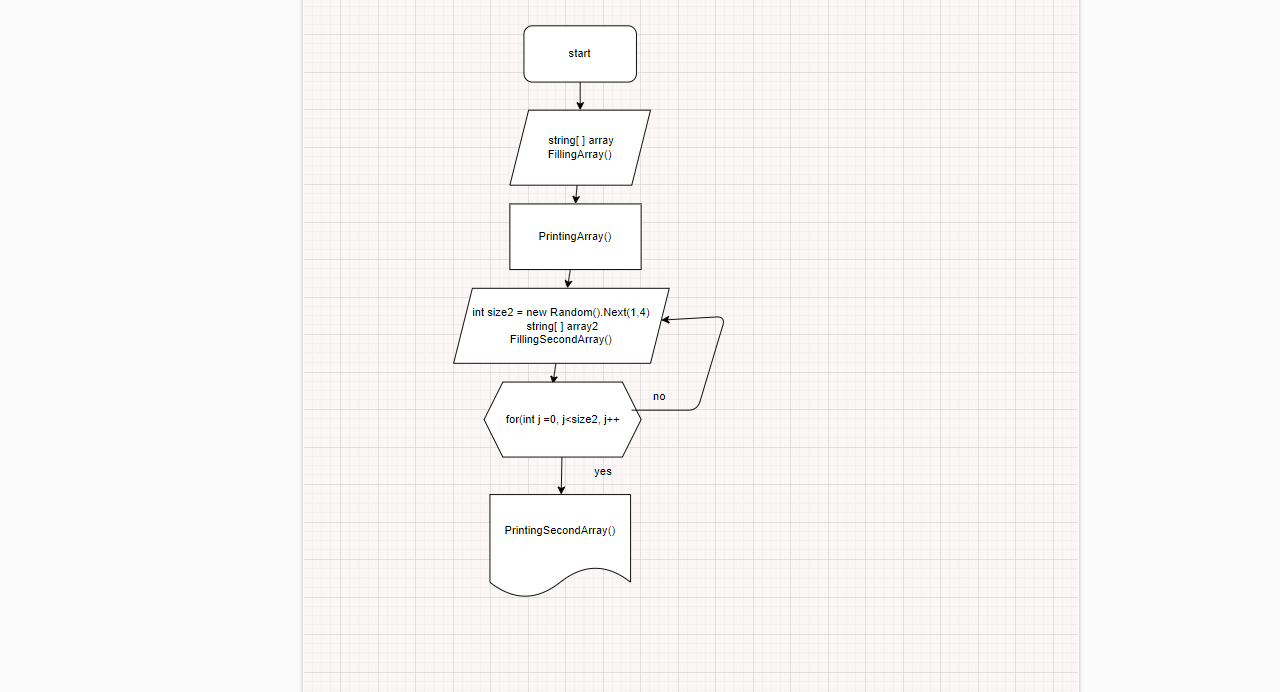 start
string[ ] array
FillingArray()
PrintingArray()
int size2 = new Random().Next(1,4)
string[ ] array2
FillingSecondArray()
no
for(int j =0, j<size2, j++
yes
PrintingSecondArray()